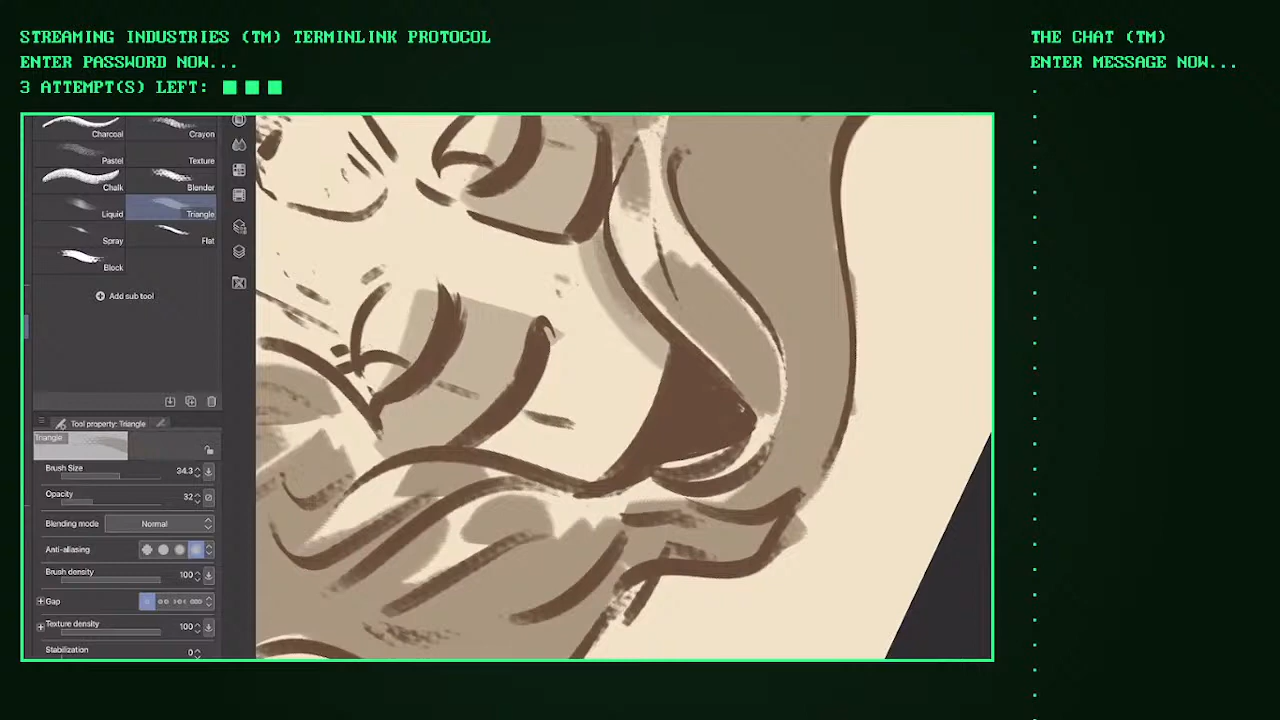 STREAMING INDUSTRIES (TM) TERMINLINK PROTOCOL
ENTER PASSWORD NOW...
3 ATTEMPT(S) LEFT:
THE CHAT (TM)
ENTER MESSAGE NOW...
Charcoal
Crayon
Pastel
Texture
Chalk
Blender
Liquid
Triangle
Spray
Flat
Block
Add sub tool
Tool property: Triangle
Triangle
Brush Size 34.3
Opacity 32
Blending mode Normal
Anti-aliasing
Brush density 100
Gap
Texture density 100
Stabilization 0